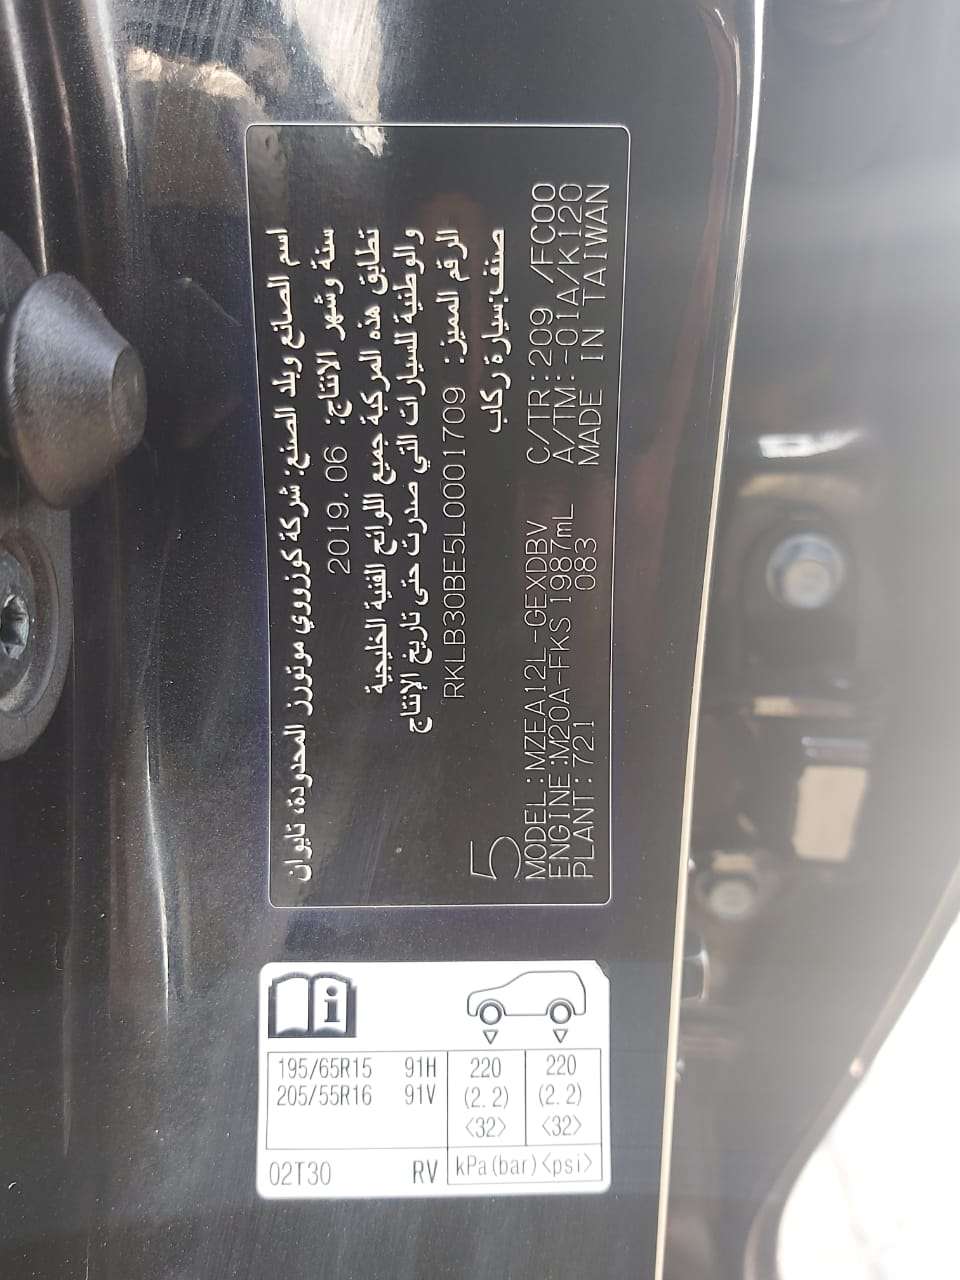 اسم الصانع وبلد الصنع: شركة كوزووي موتورز المحدودة، تايوان
سنة وشهر الإنتاج: 2019.06
تطابق هذه المركبة جميع اللوائح الفنية الخليجية
والوطنية للسيارات التي صدرت حتى تاريخ الإنتاج
الرقم المميز: RKLB30BE5L0001709
صنف:سيارة ركاب
5
MODEL:MZEA12L-GEXDBV C/TR:209 /FC00
ENGINE:M20A-FKS 1987mL A/TM:-01A/K120
PLANT:721 083 MADE IN TAIWAN
195/65R15 91H 220 220
205/55R16 91V (2.2) (2.2)
<32> <32>
02T30 RV kPa(bar)<psi>